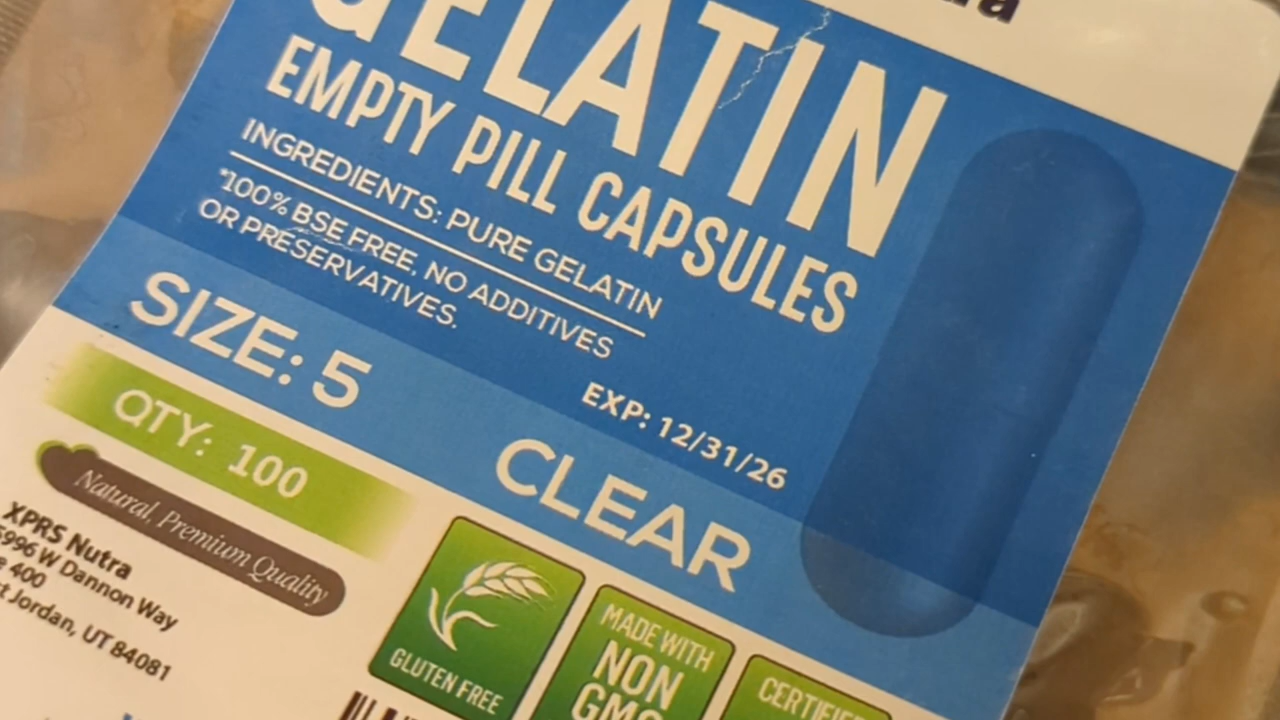 GELATIN
EMPTY PILL CAPSULES
INGREDIENTS: PURE GELATIN
*100% BSE FREE, NO ADDITIVES
OR PRESERVATIVES.
EXP: 12/31/26
SIZE: 5
CLEAR
QTY: 100
Natural, Premium Quality
XPRS Nutra
W Dannon Way
400
Jordan, UT 84081
GLUTEN FREE
MADE WITH
NON
GMO
CERTIFIED